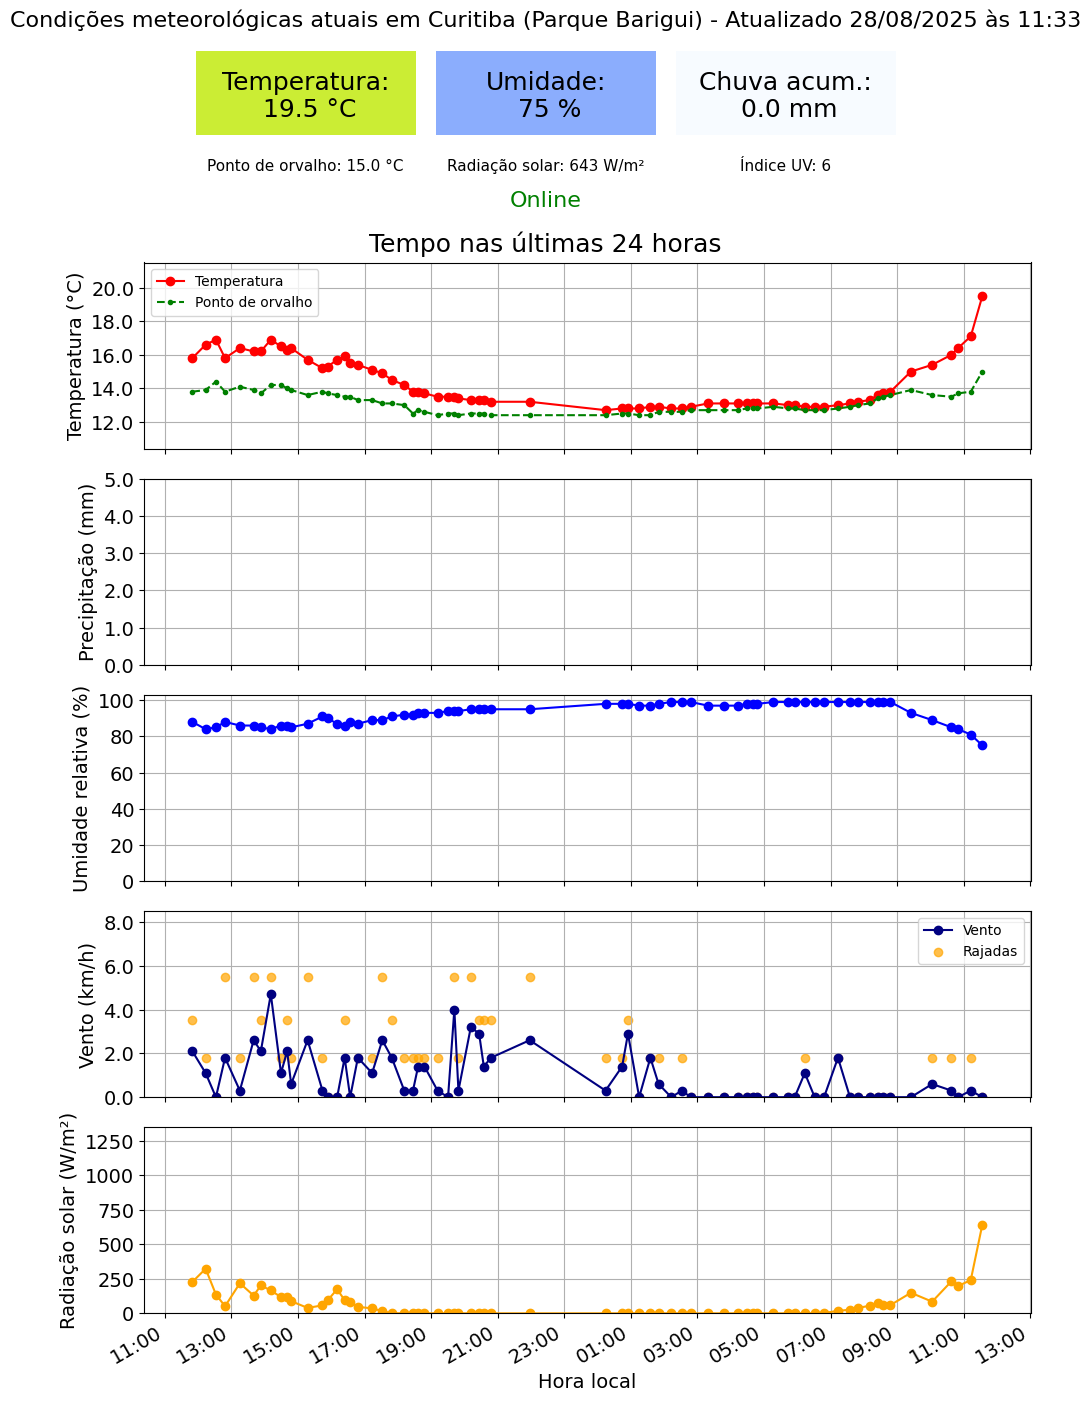 Condições meteorológicas atuais em Curitiba (Parque Barigui) - Atualizado 28/08/2025 às 11:33
Temperatura:
19.5 °C
Umidade:
75 %
Chuva acum.:
0.0 mm
Ponto de orvalho: 15.0 °C
Radiação solar: 643 W/m²
Índice UV: 6
Online
Tempo nas últimas 24 horas
Temperatura (°C)
20.0
18.0
16.0
14.0
12.0
Temperatura
Ponto de orvalho
Precipitação (mm)
5.0
4.0
3.0
2.0
1.0
0.0
Umidade relativa (%)
100
80
60
40
20
0
Vento (km/h)
8.0
6.0
4.0
2.0
0.0
Vento
Rajadas
Radiação solar (W/m²)
1250
1000
750
500
250
0
11:00
13:00
15:00
17:00
19:00
21:00
23:00
01:00
03:00
05:00
07:00
09:00
11:00
13:00
Hora local